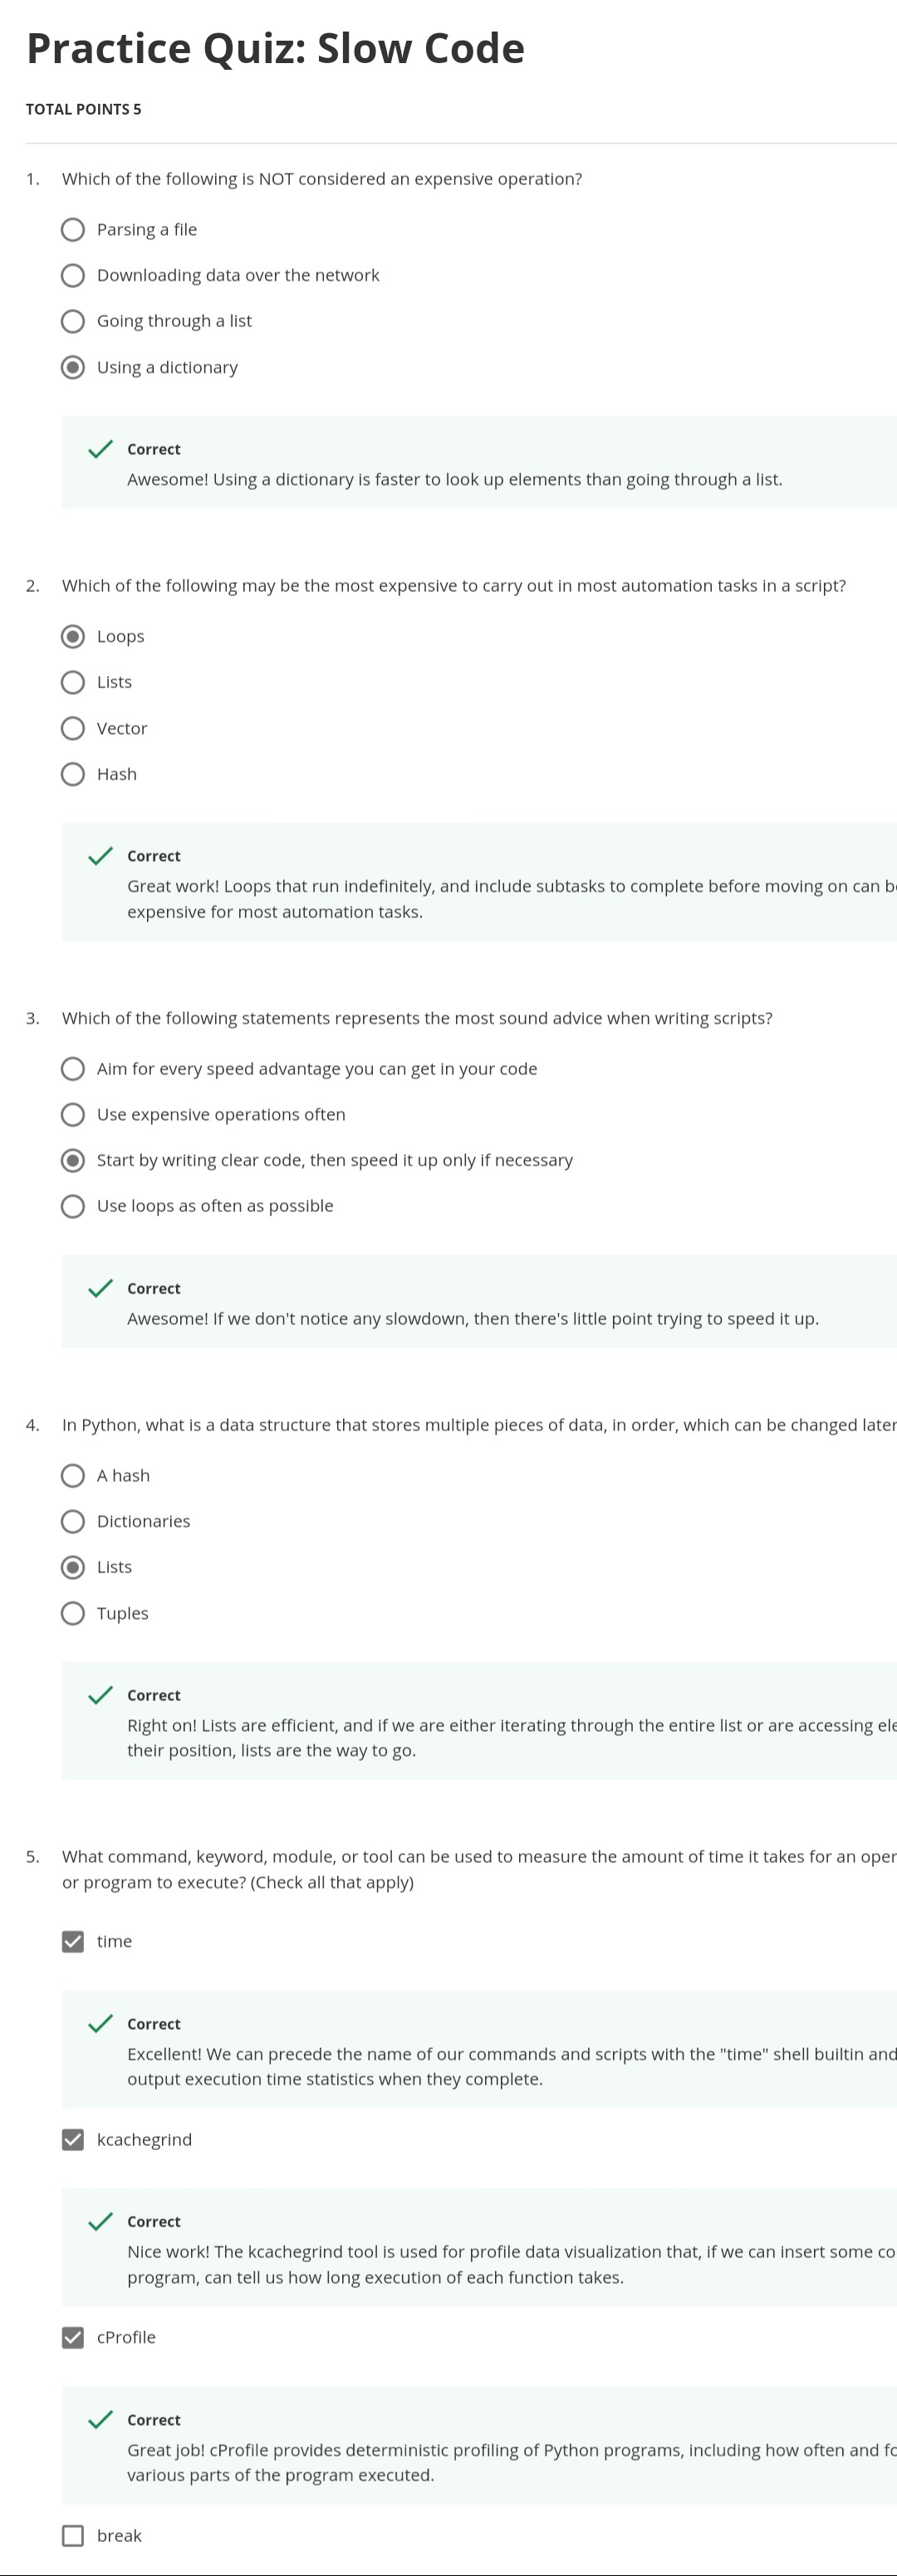 Practice Quiz: Slow Code
TOTAL POINTS 5
1. Which of the following is NOT considered an expensive operation?
Parsing a file
Downloading data over the network
Going through a list
Using a dictionary
Correct
Awesome! Using a dictionary is faster to look up elements than going through a list.
2. Which of the following may be the most expensive to carry out in most automation tasks in a script?
Loops
Lists
Vector
Hash
Correct
Great work! Loops that run indefinitely, and include subtasks to complete before moving on can
expensive for most automation tasks.
3. Which of the following statements represents the most sound advice when writing scripts?
Aim for every speed advantage you can get in your code
Use expensive operations often
Start by writing clear code, then speed it up only if necessary
Use loops as often as possible
Correct
Awesome! If we don't notice any slowdown, then there's little point trying to speed it up.
4. In Python, what is a data structure that stores multiple pieces of data, in order, which can be changed later
A hash
Dictionaries
Lists
Tuples
Correct
Right on! Lists are efficient, and if we are either iterating through the entire list or are accessing
their position, lists are the way to go.
5. What command, keyword, module, or tool can be used to measure the amount of time it takes for an
or program to execute? (Check all that apply)
time
Correct
Excellent! We can precede the name of our commands and scripts with the "time" shell builtin and
output execution time statistics when they complete.
kcachegrind
Correct
Nice work! The kcachegrind tool is used for profile data visualization that, if we can insert some
program, can tell us how long execution of each function takes.
cProfile
Correct
Great job! cProfile provides deterministic profiling of Python programs, including how often and
various parts of the program executed.
break